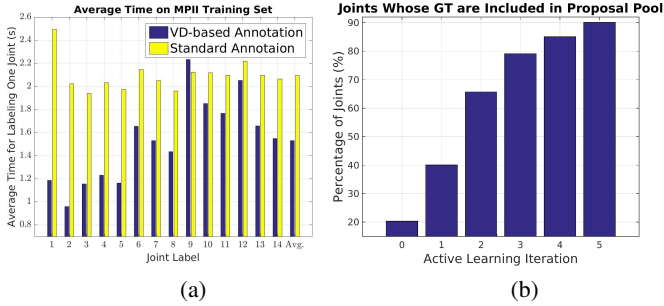 Average Time on MPII Training Set
Average Time for Labeling One Joint (s)
2.6
2.4
2.2
2
1.8
1.6
1.4
1.2
1
0.8
VD-based Annotation
Standard Annotaion
1 2 3 4 5 6 7 8 9 10 11 12 13 14 Avg.
Joint Label
(a)
Joints Whose GT are Included in Proposal Pool
Percentage of Joints (%)
90
80
70
60
50
40
30
20
0 1 2 3 4 5
Active Learning Iteration
(b)